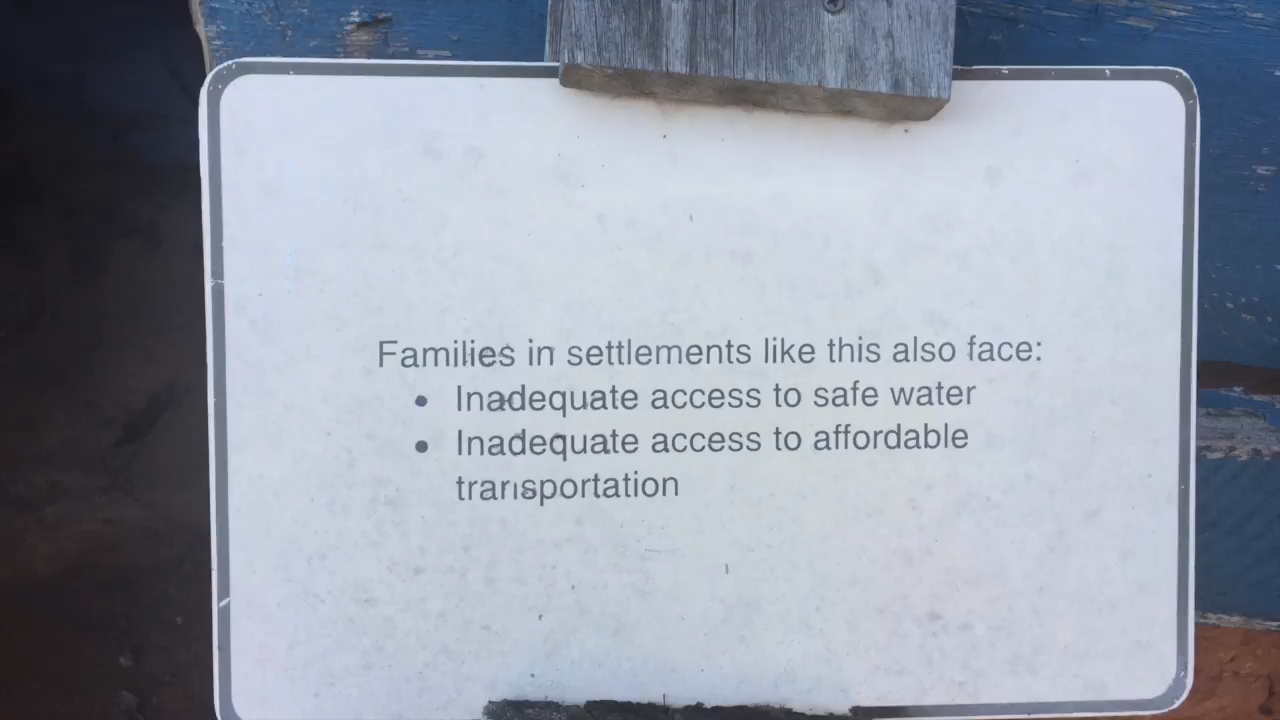 Families in settlements like this also face:
• Inadequate access to safe water
• Inadequate access to affordable
transportation